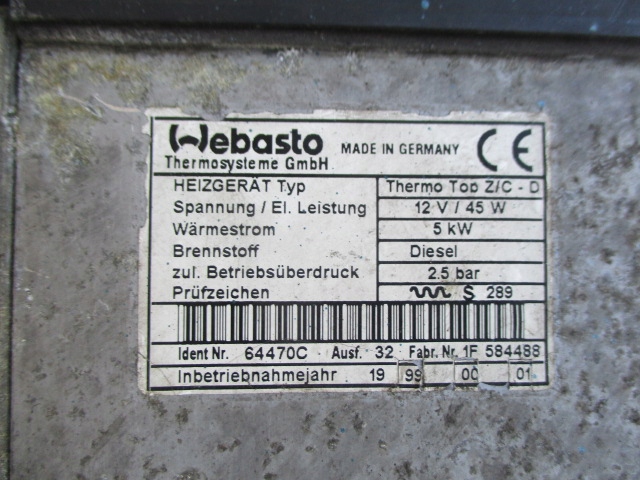 Webasto MADE IN GERMANY CE
Thermosysteme GmbH
HEIZGERÄT Typ Thermo Top Z/C - D
Spannung / El. Leistung 12 V / 45 W
Wärmestrom 5 kW
Brennstoff Diesel
zul. Betriebsüberdruck 2.5 bar
Prüfzeichen S 289
Ident Nr. 64470C Ausf. 32 Fabr. Nr. 1F 584488
Inbetriebnahmejahr 19 99 00 01